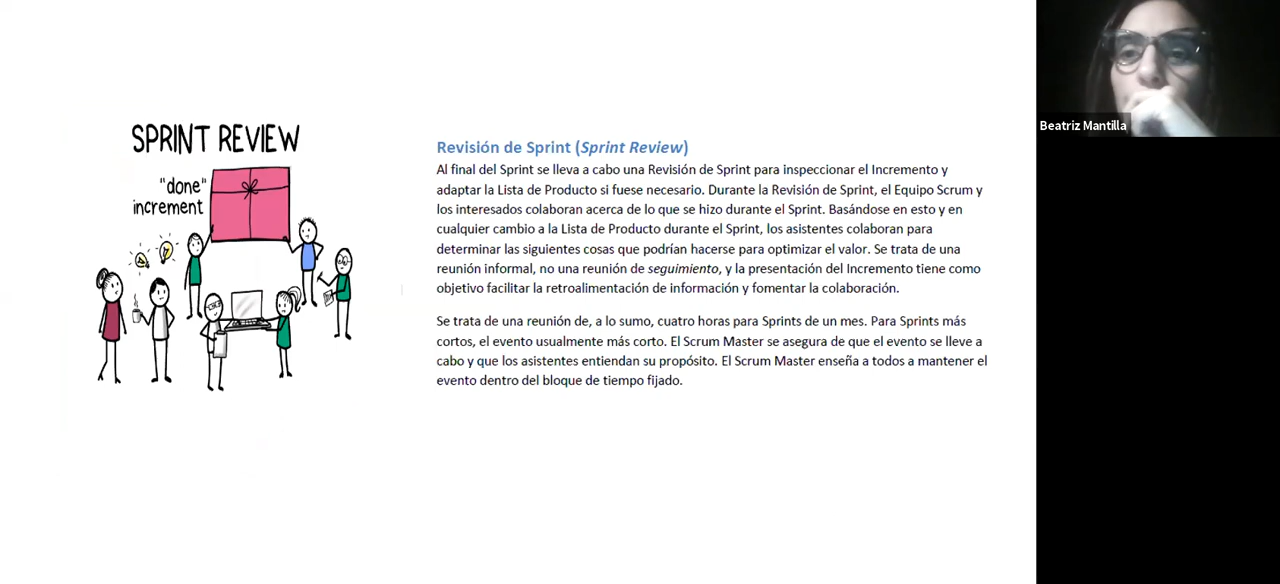 SPRINT REVIEW
"done"
increment
Revisión de Sprint (Sprint Review)
Al final del Sprint se lleva a cabo una Revisión de Sprint para inspeccionar el Incremento y
adaptar la Lista de Producto si fuese necesario. Durante la Revisión de Sprint, el Equipo Scrum y
los interesados colaboran acerca de lo que se hizo durante el Sprint. Basándose en esto y en
cualquier cambio a la Lista de Producto durante el Sprint, los asistentes colaboran para
determinar las siguientes cosas que podrían hacerse para optimizar el valor. Se trata de una
reunión informal, no una reunión de seguimiento, y la presentación del Incremento tiene como
objetivo facilitar la retroalimentación de información y fomentar la colaboración.
Se trata de una reunión de, a lo sumo, cuatro horas para Sprints de un mes. Para Sprints más
cortos, el evento usualmente más corto. El Scrum Master se asegura de que el evento se lleve a
cabo y que los asistentes entiendan su propósito. El Scrum Master enseña a todos a mantener el
evento dentro del bloque de tiempo fijado.
Beatriz Mantilla